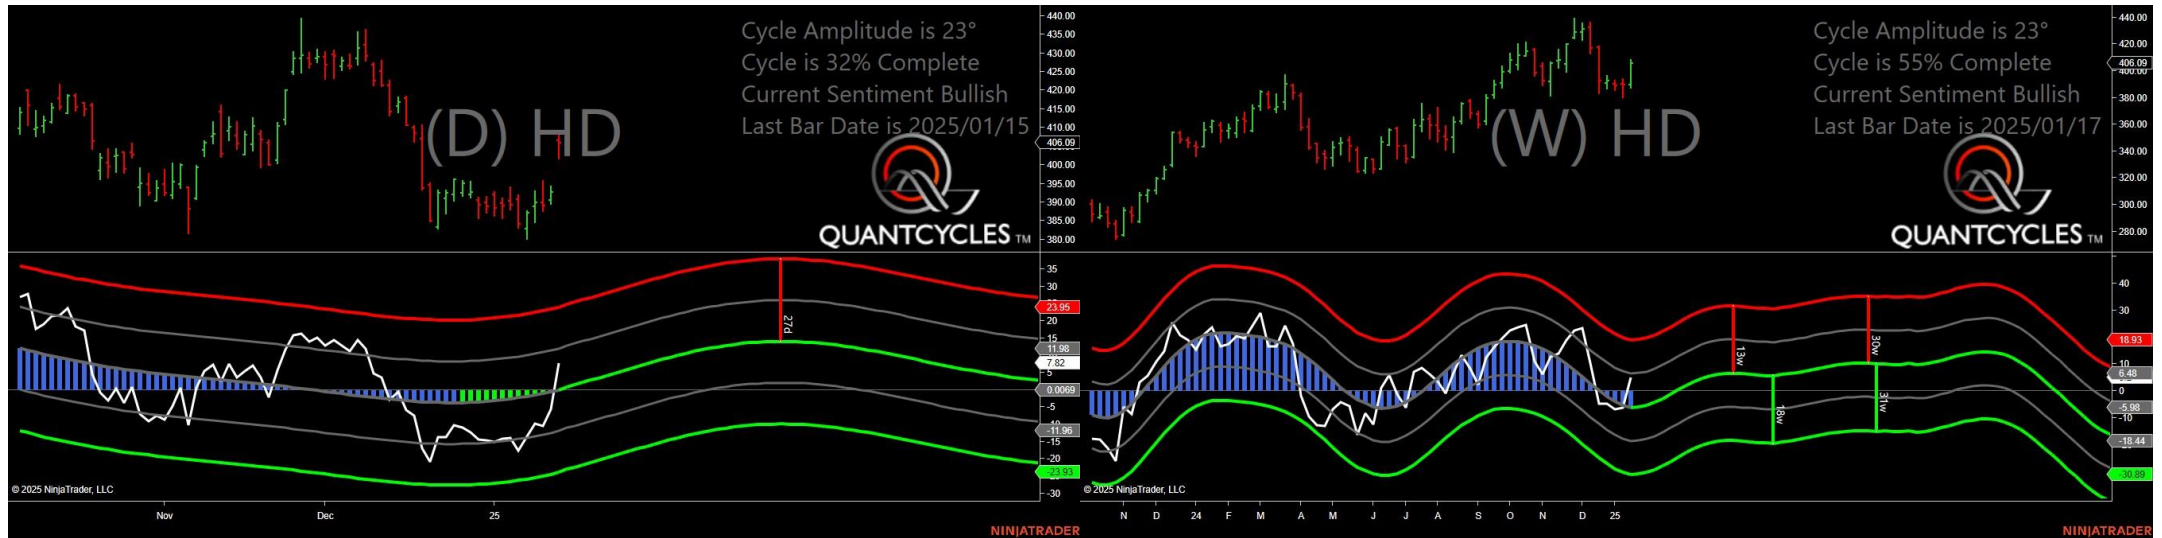 Cycle Amplitude is 23°
Cycle is 32% Complete
Current Sentiment Bullish
Last Bar Date is 2025/01/15
(D) HD
QUANTCYCLES TM
440.00
435.00
430.00
425.00
420.00
415.00
410.00
406.09
400.00
395.00
390.00
385.00
380.00
35
30
23.95
20
15
11.98
7.82
5
0.0069
-5
-11.96
-15
-20
-23.93
-30
27d
© 2025 NinjaTrader, LLC
Nov
Dec
25
NINJATRADER
Cycle Amplitude is 23°
Cycle is 55% Complete
Current Sentiment Bullish
Last Bar Date is 2025/01/17
(W) HD
QUANTCYCLES TM
440.00
420.00
406.09
400.00
380.00
360.00
340.00
320.00
300.00
280.00
40
30
18.93
10
6.48
0
-5.98
-10
-18.44
-30.89
13w
18w
30w
31w
© 2025 NinjaTrader, LLC
N
D
24
F
M
A
M
J
J
A
S
O
N
D
25
NINJATRADER